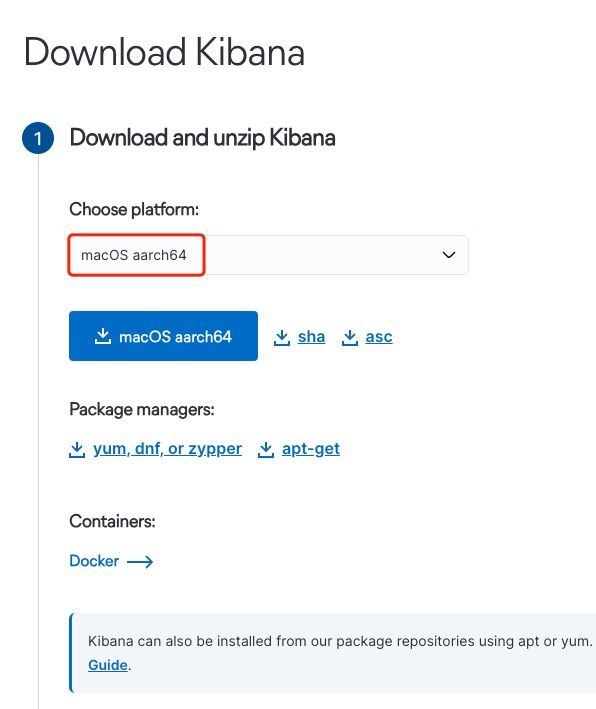 Download Kibana
1 Download and unzip Kibana
Choose platform:
macOS aarch64
macOS aarch64 sha asc
Package managers:
yum, dnf, or zypper apt-get
Containers:
Docker
Kibana can also be installed from our package repositories using apt or yum.
Guide.